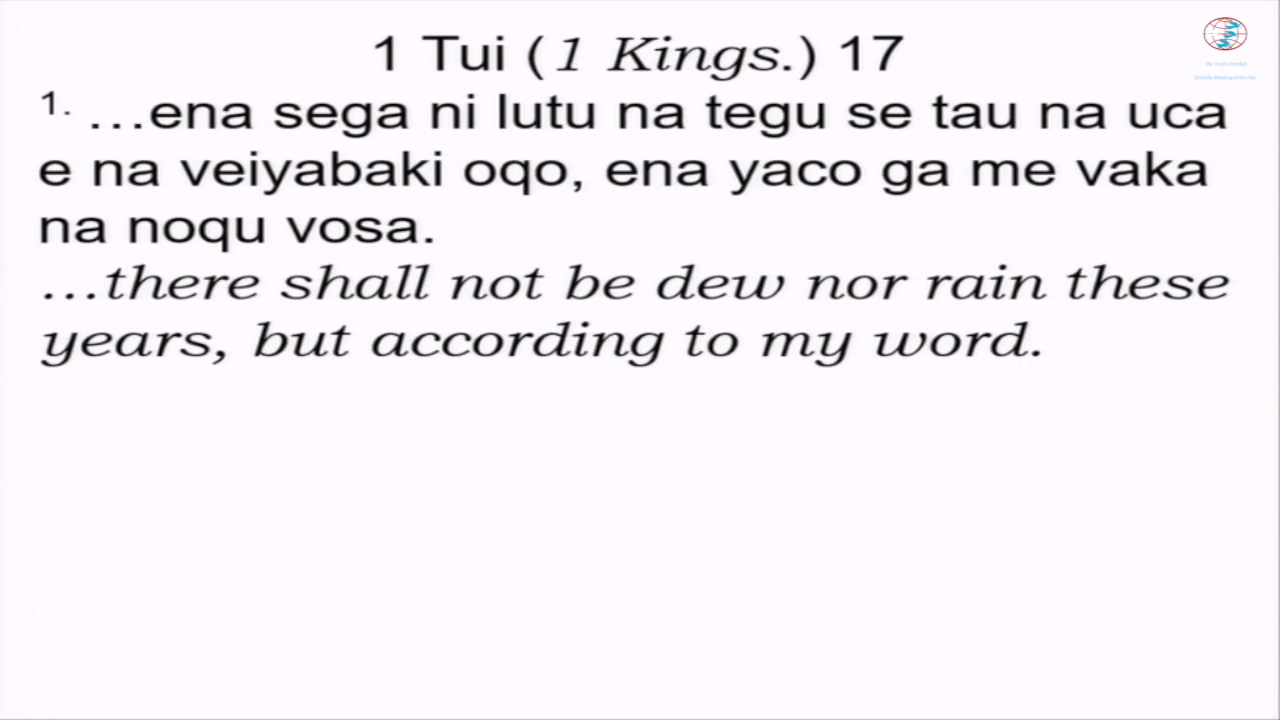 1 Tui (1 Kings.) 17
1. …ena sega ni lutu na tegu se tau na uca
e na veiyabaki oqo, ena yaco ga me vaka
na noqu vosa.
…there shall not be dew nor rain these
years, but according to my word.